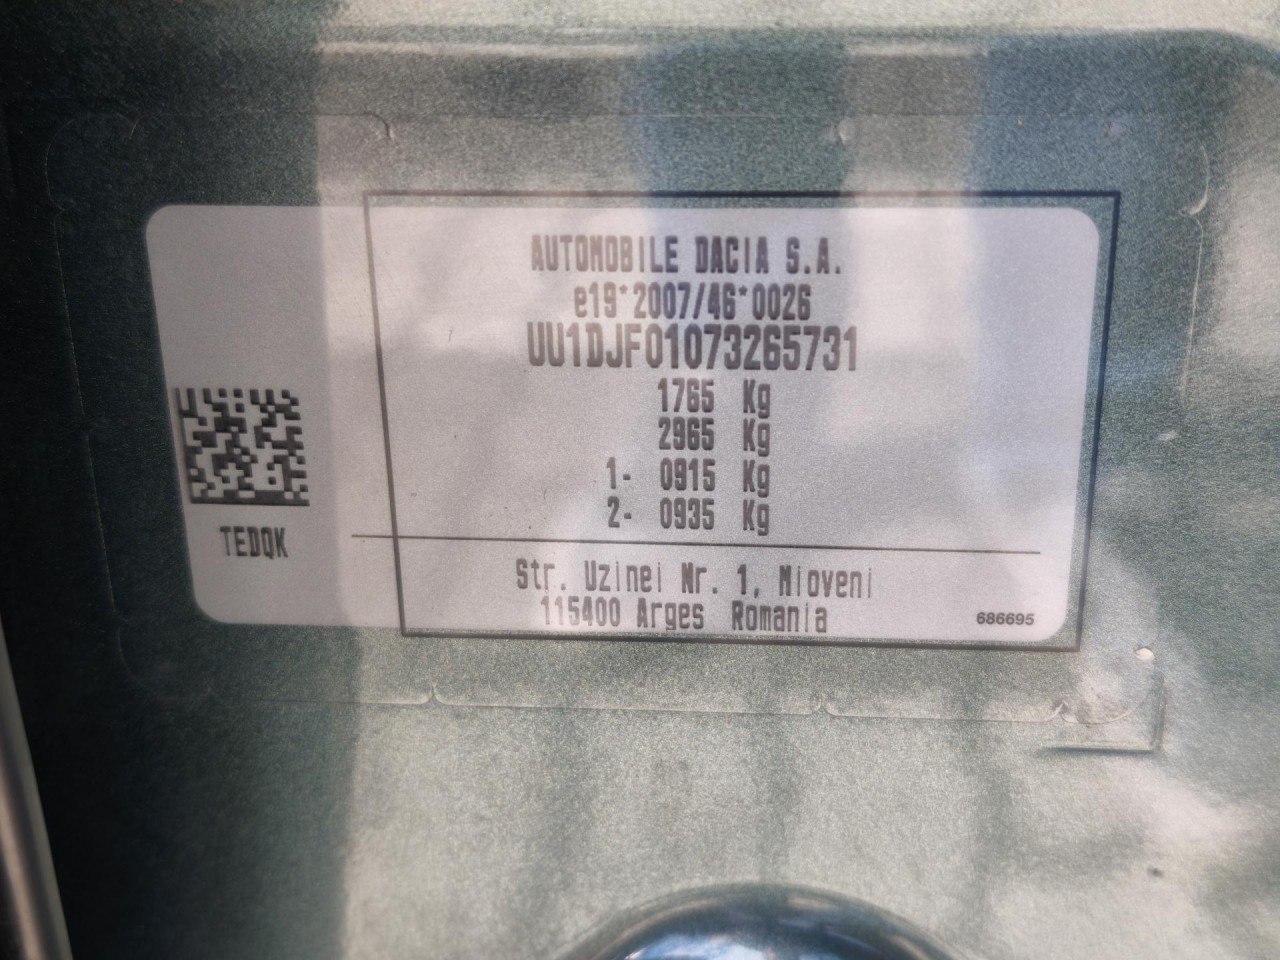 AUTOMOBILE DACIA S.A.
e19*2007/46*0026
UU1DJF01073265731
1765 Kg
2965 Kg
1- 0915 Kg
2- 0935 Kg
TEDQK
Str. Uzinei Nr. 1, Mioveni
115400 Arges Romania
686695